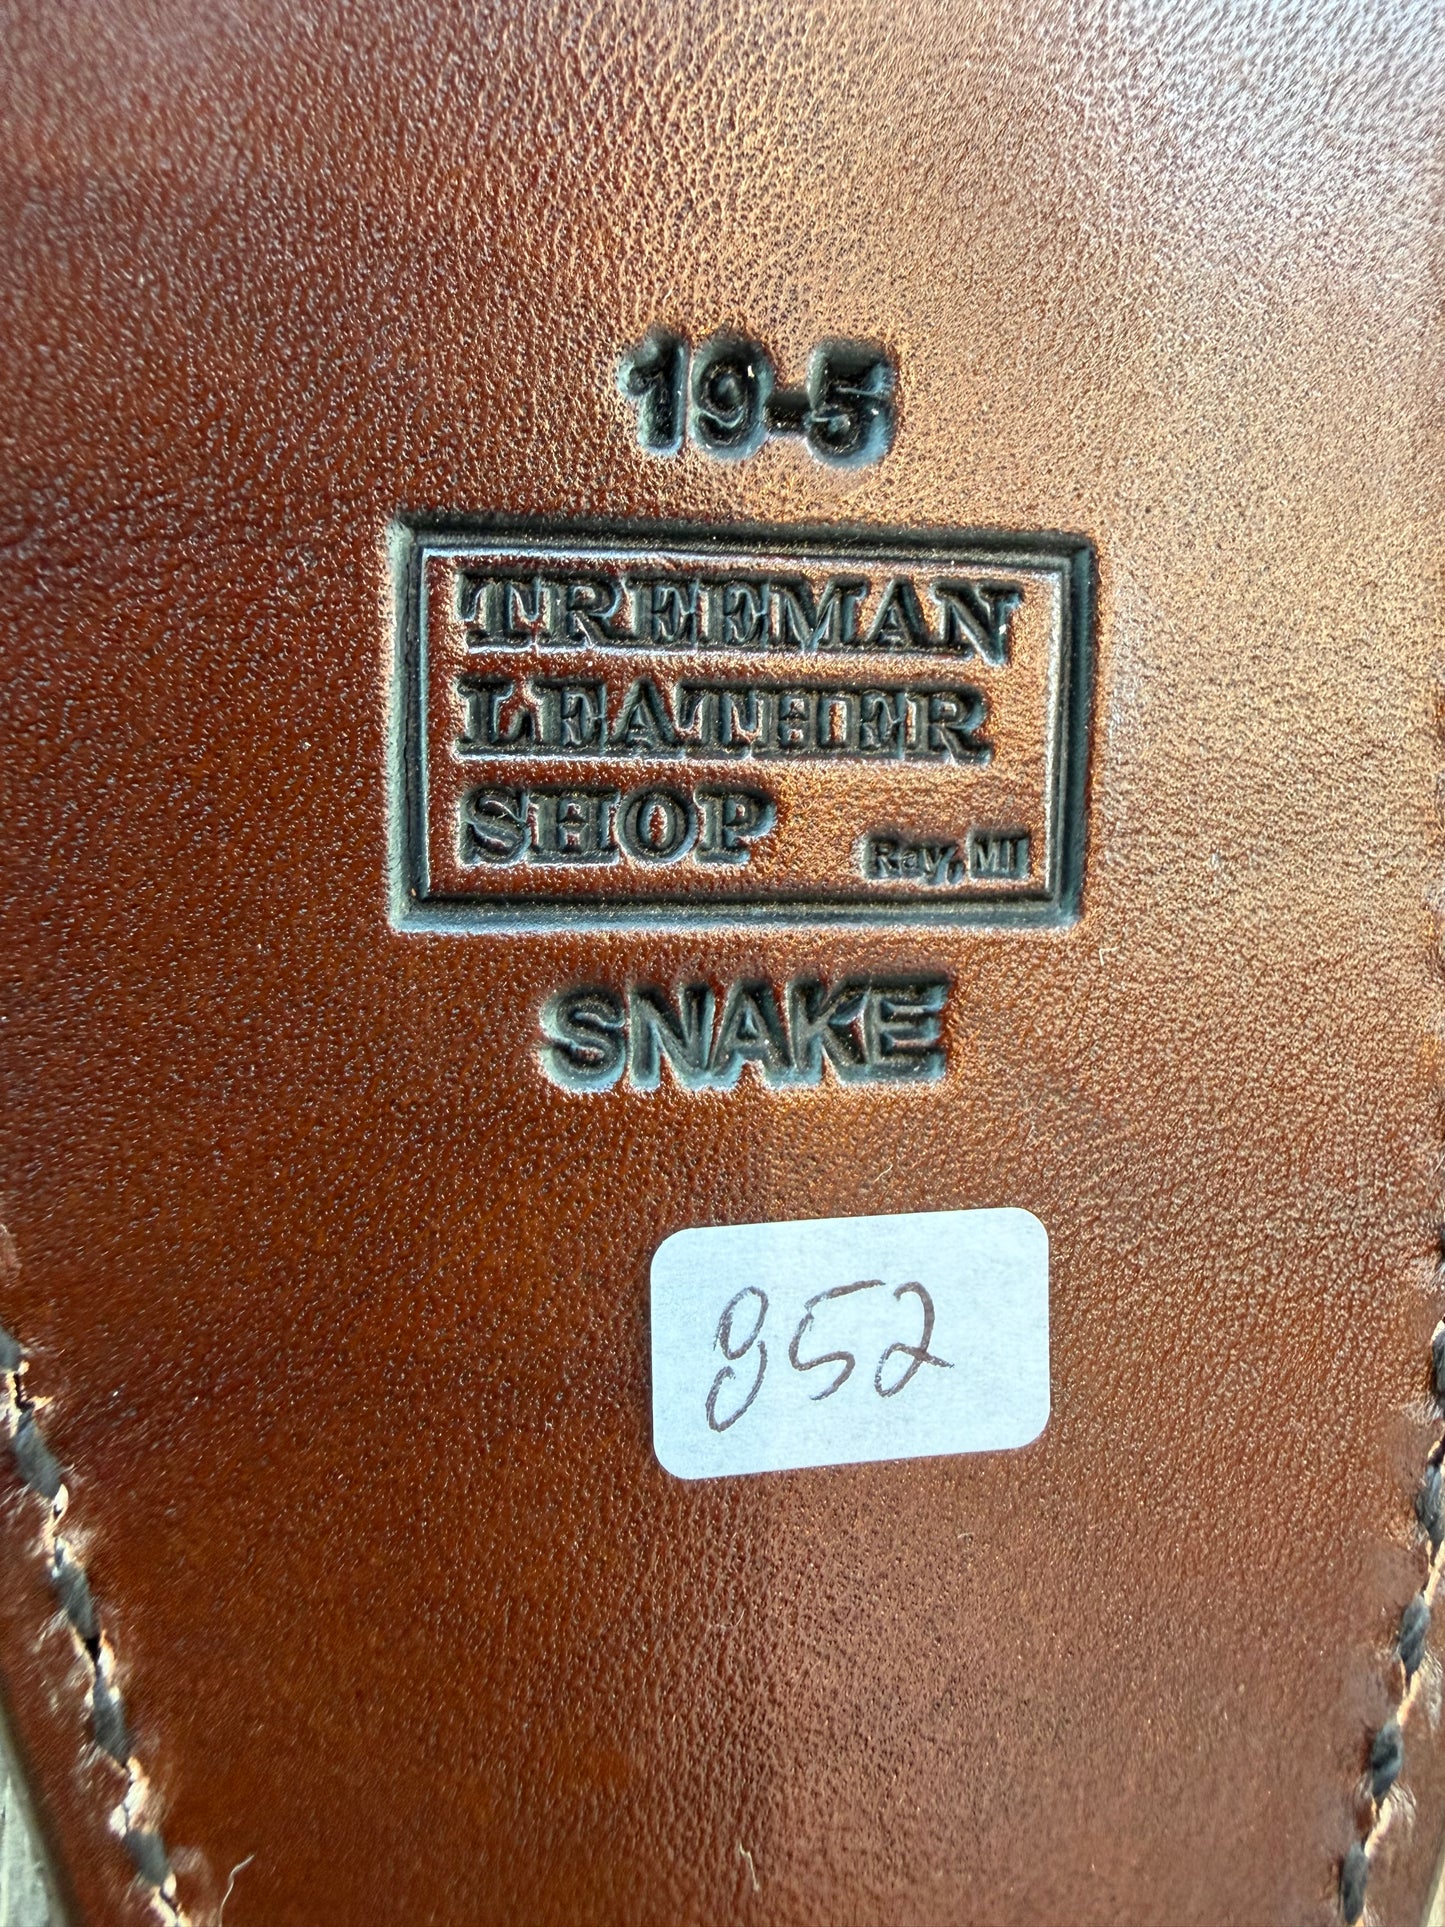 19-5
TREEMAN
LEATHER
SHOP Ray, MI
SNAKE
852